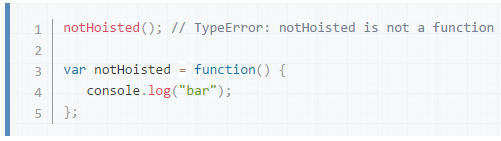 1 notHoisted(); // TypeError: notHoisted is not a function
2
3 var notHoisted = function() {
4    console.log("bar");
5 };